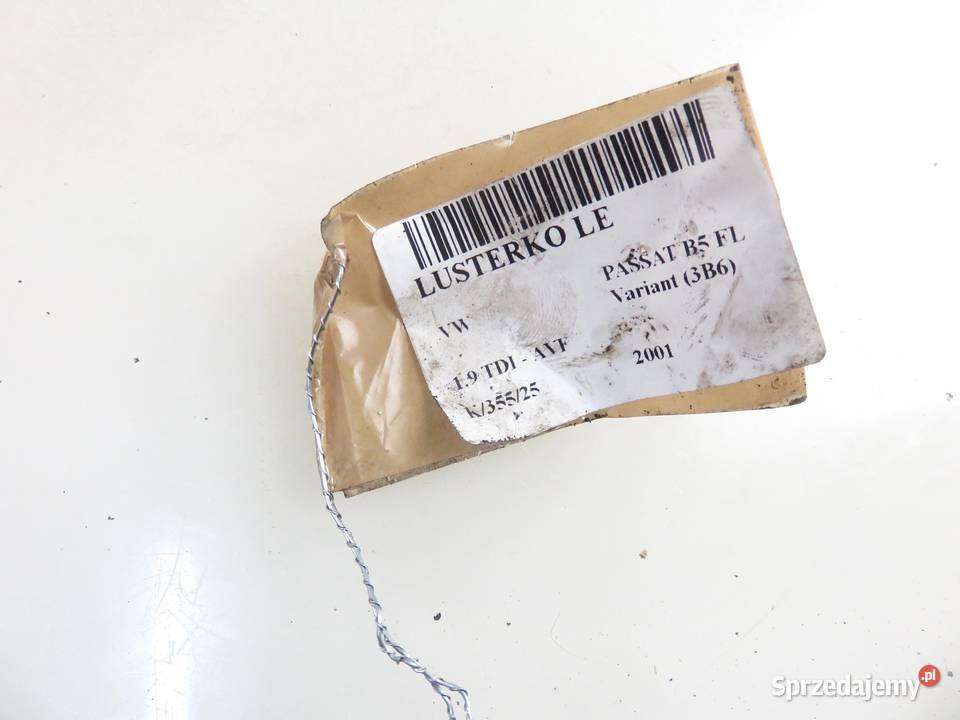 LUSTERKO LE
VW
PASSAT B5 FL
Variant (3B6)
1.9 TDI - AVF
2001
K/355/25
Sprzedajemy.pl